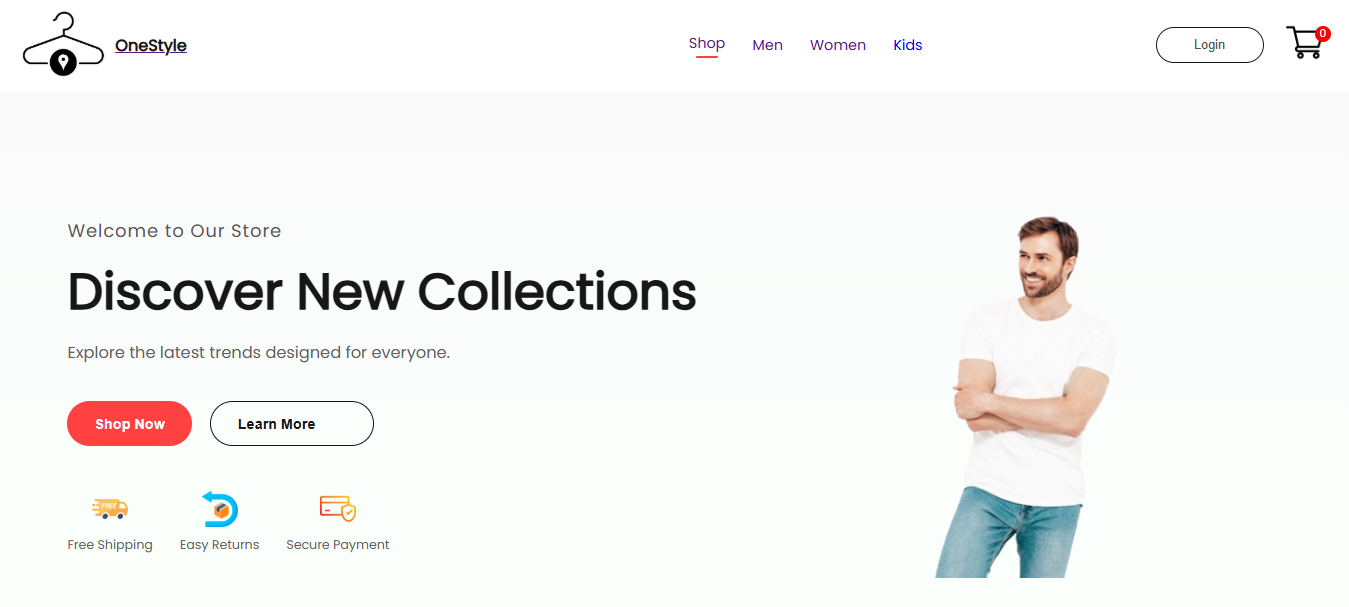 OneStyle
Shop Men Women Kids
Login
0
Welcome to Our Store
Discover New Collections
Explore the latest trends designed for everyone.
Shop Now Learn More
FREE
Free Shipping Easy Returns Secure Payment